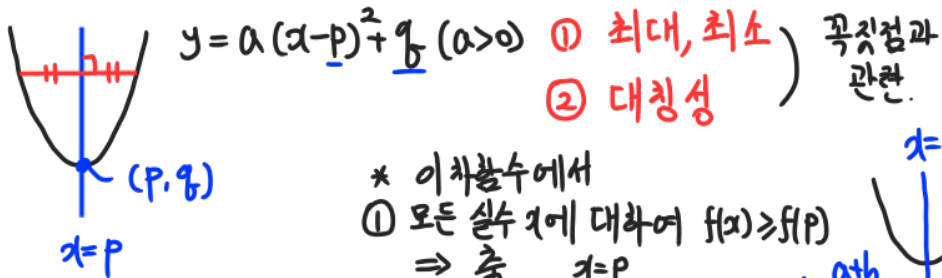 y = a(x-p)²+q (a>0) ① 최대, 최소
② 대칭성
꼭짓점과
관련.
(p, q)
x=p
* 이차함수에서
① 모든 실수 x에 대하여 f(x)≥f(p)
⇒ 축 x=p
x=
a+b